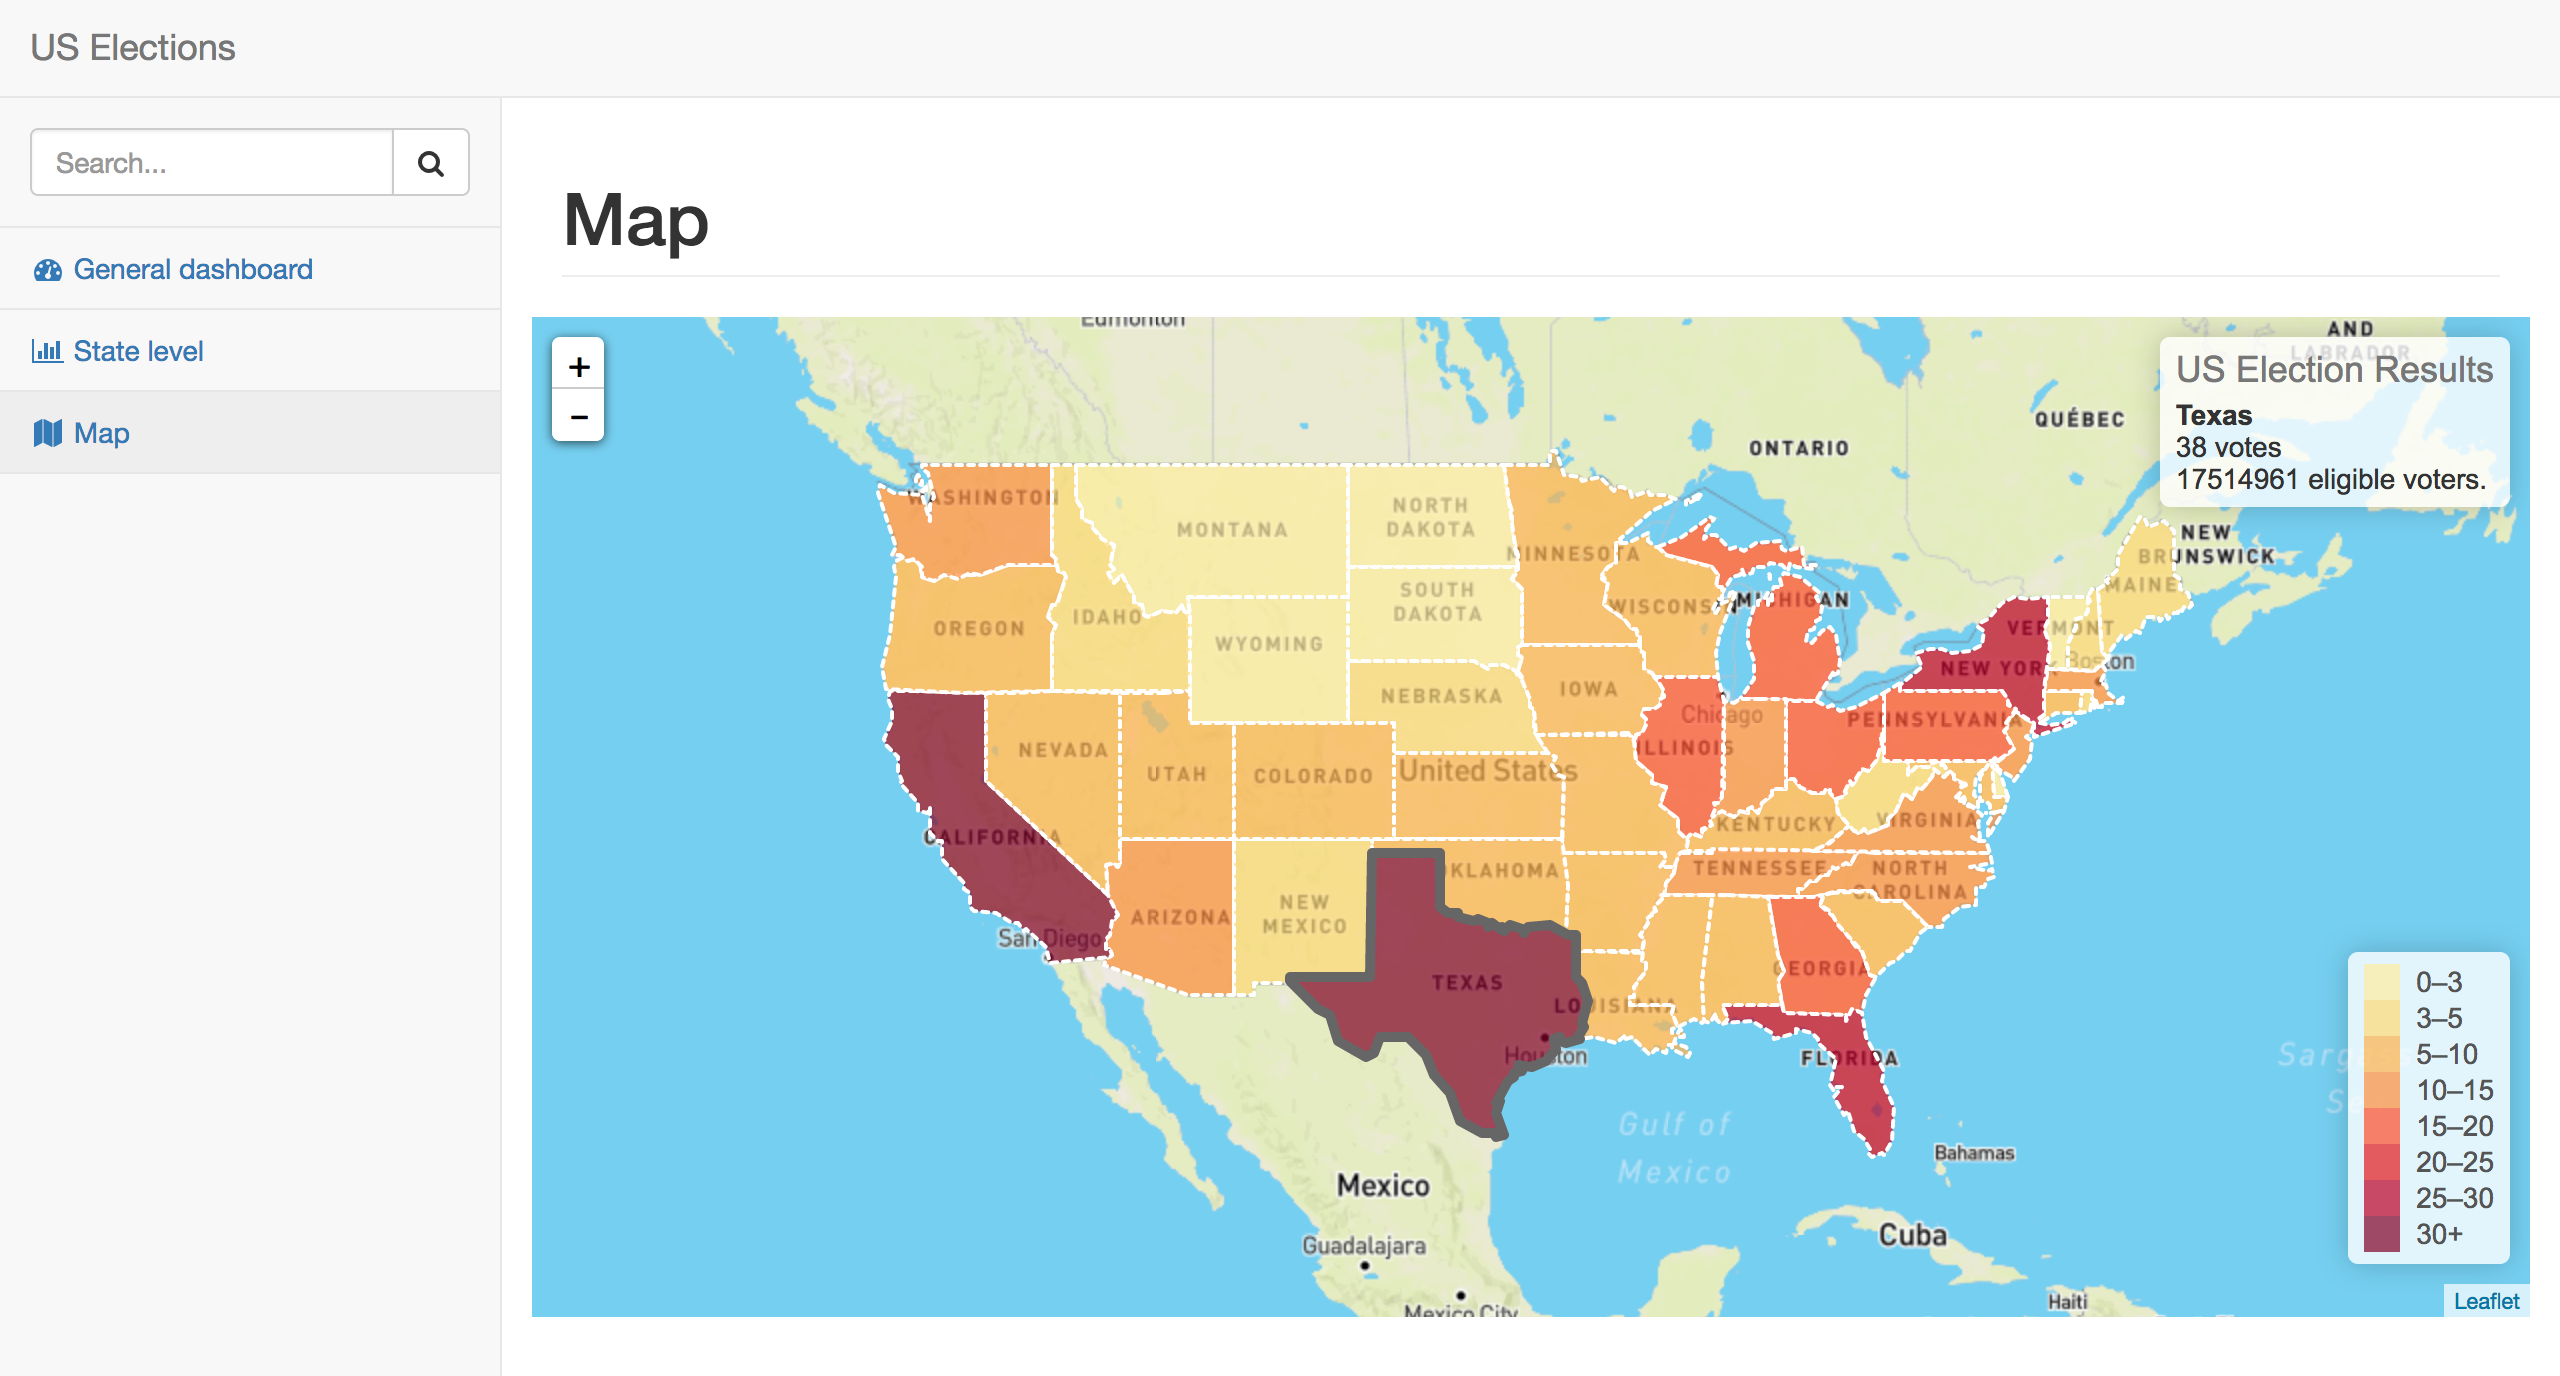 US Elections
Search...
General dashboard
State level
Map
Map
+
−
Edmonton
AND
LABRADOR
US Election Results
Texas
38 votes
17514961 eligible voters.
QUÉBEC
ONTARIO
WASHINGTON
MONTANA
NORTH
DAKOTA
MINNESOTA
NEW
BRUNSWICK
MAINE
SOUTH
DAKOTA
WISCONSIN
MICHIGAN
OREGON
IDAHO
WYOMING
VERMONT
Boston
NEW YORK
NEBRASKA
IOWA
Chicago
PENNSYLVANIA
ILLINOIS
NEVADA
UTAH
COLORADO
United States
CALIFORNIA
KENTUCKY
VIRGINIA
OKLAHOMA
TENNESSEE
NORTH
CAROLINA
ARIZONA
NEW
MEXICO
San Diego
TEXAS
GEORGIA
LOUISIANA
Houston
FLORIDA
Gulf of
Mexico
Bahamas
Mexico
Guadalajara
Cuba
Mexico City
Haiti
0–3
3–5
5–10
10–15
15–20
20–25
25–30
30+
Leaflet